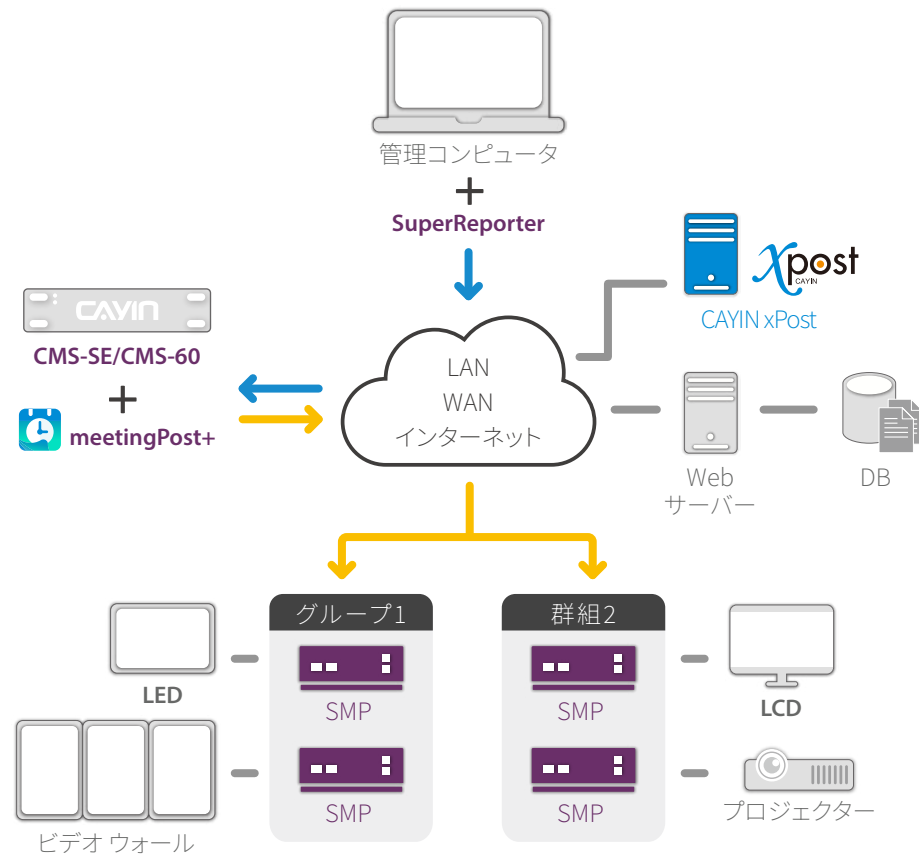 管理コンピュータ
+
SuperReporter
Xpost
CAYIN
CAYIN xPost
CAYIN
CMS-SE/CMS-60
+
meetingPost+
LAN
WAN
インターネット
Web
サーバー
DB
グループ1
群組2
SMP
SMP
SMP
SMP
LED
LCD
ビデオ ウォール
プロジェクター